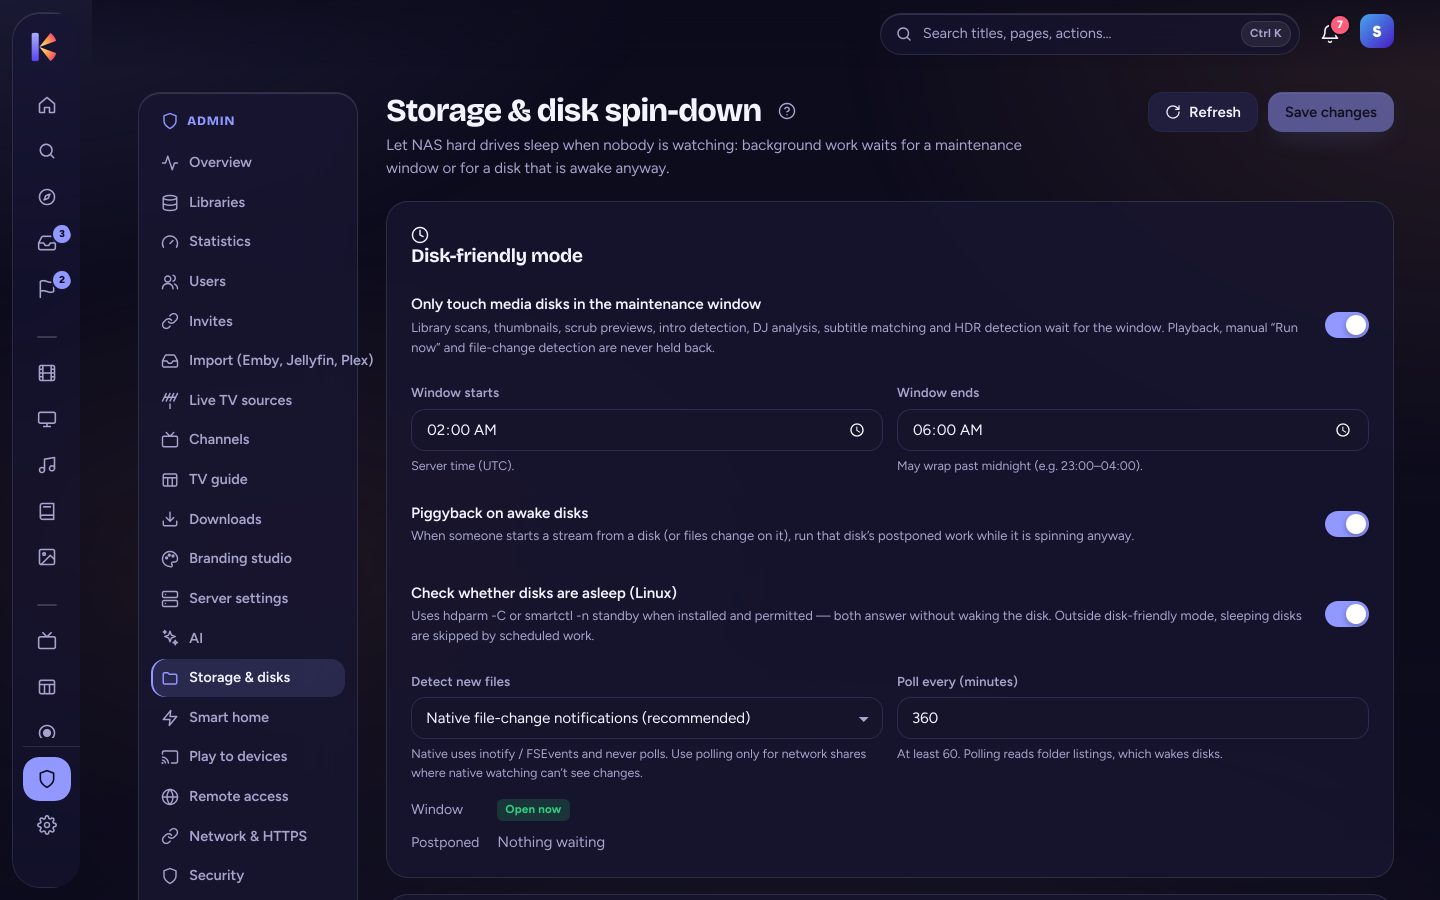 Search titles, pages, actions...
Ctrl K
7
S
3
2
ADMIN
Overview
Libraries
Statistics
Users
Invites
Import (Emby, Jellyfin, Plex)
Live TV sources
Channels
TV guide
Downloads
Branding studio
Server settings
AI
Storage & disks
Smart home
Play to devices
Remote access
Network & HTTPS
Security
Storage & disk spin-down
Refresh
Save changes
Let NAS hard drives sleep when nobody is watching: background work waits for a maintenance
window or for a disk that is awake anyway.
Disk-friendly mode
Only touch media disks in the maintenance window
Library scans, thumbnails, scrub previews, intro detection, DJ analysis, subtitle matching and HDR detection wait for the window. Playback, manual “Run
now” and file-change detection are never held back.
Window starts
Window ends
02:00 AM
06:00 AM
Server time (UTC).
May wrap past midnight (e.g. 23:00–04:00).
Piggyback on awake disks
When someone starts a stream from a disk (or files change on it), run that disk’s postponed work while it is spinning anyway.
Check whether disks are asleep (Linux)
Uses hdparm -C or smartctl -n standby when installed and permitted — both answer without waking the disk. Outside disk-friendly mode, sleeping disks
are skipped by scheduled work.
Detect new files
Poll every (minutes)
Native file-change notifications (recommended)
360
Native uses inotify / FSEvents and never polls. Use polling only for network shares
where native watching can’t see changes.
At least 60. Polling reads folder listings, which wakes disks.
Window
Open now
Postponed
Nothing waiting